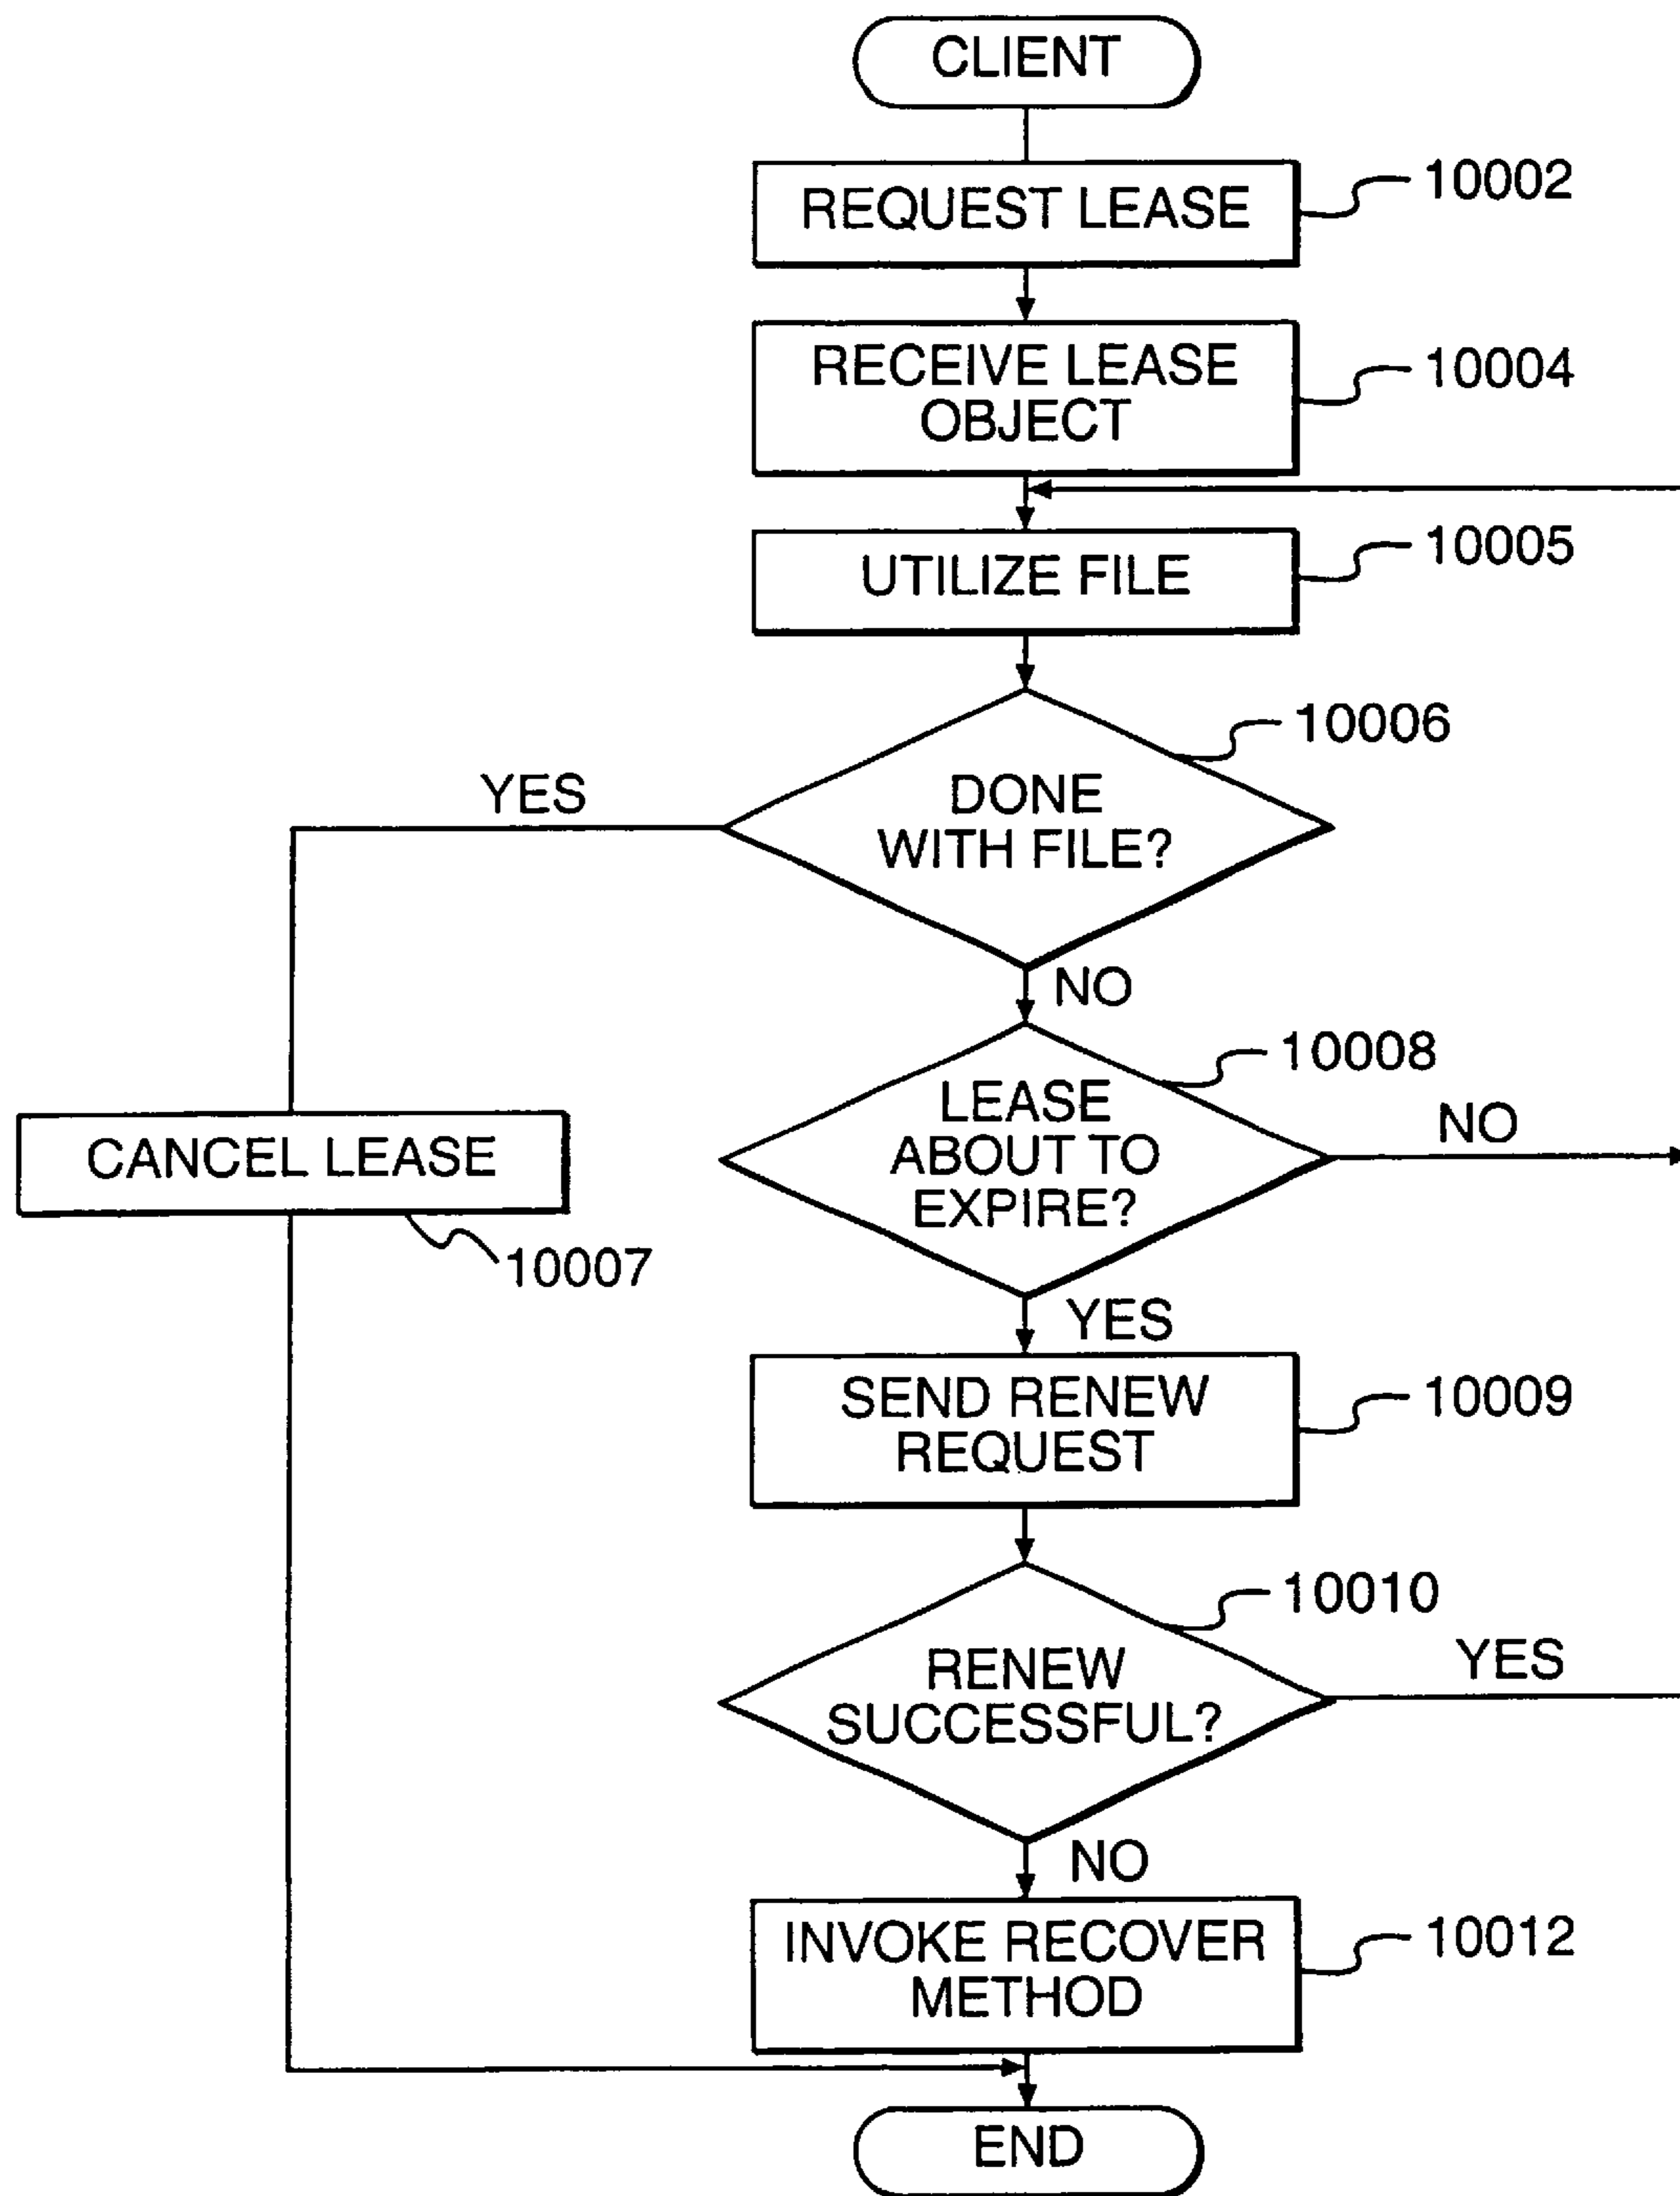 CLIENT
REQUEST LEASE
10002
RECEIVE LEASE
OBJECT
10004
UTILIZE FILE
10005
10006
YES
DONE
WITH FILE?
NO
10008
LEASE
ABOUT TO
EXPIRE?
NO
CANCEL LEASE
10007
YES
SEND RENEW
REQUEST
10009
10010
RENEW
SUCCESSFUL?
YES
NO
INVOKE RECOVER
METHOD
10012
END